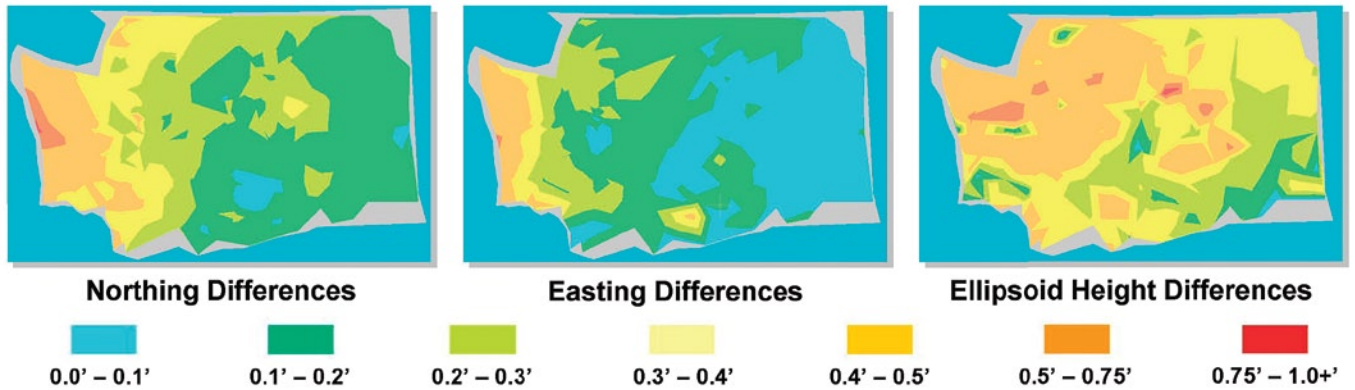 Northing Differences
Easting Differences
Ellipsoid Height Differences
0.0' – 0.1'
0.1' – 0.2'
0.2' – 0.3'
0.3' – 0.4'
0.4' – 0.5'
0.5' – 0.75'
0.75' – 1.0+'